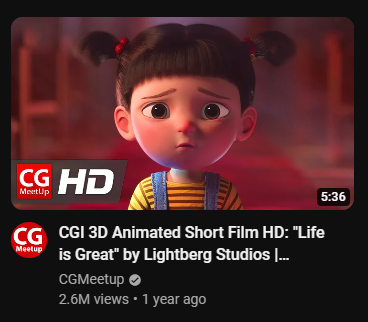 CG
MeetUp
HD
5:36
CG
Meetup
CGI 3D Animated Short Film HD: "Life
is Great" by Lightberg Studios |...
CGMeetup
2.6M views • 1 year ago